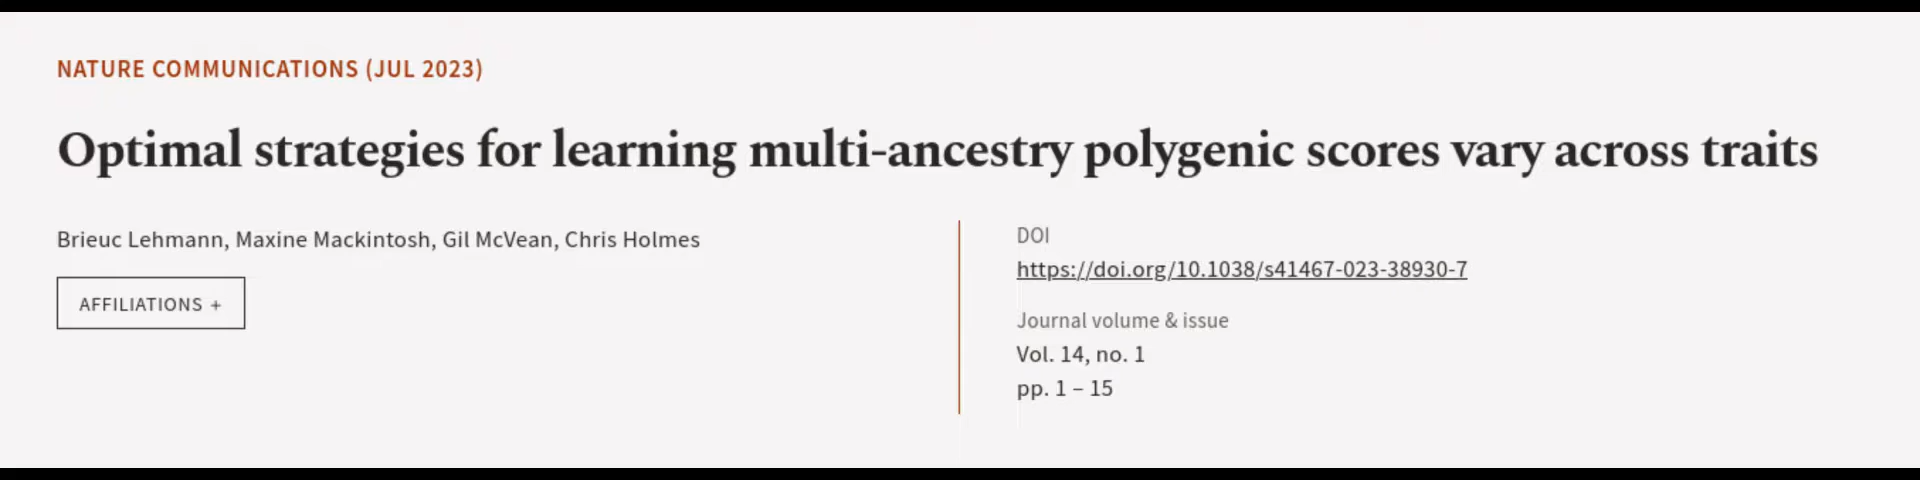 NATURE COMMUNICATIONS (JUL 2023)
Optimal strategies for learning multi-ancestry polygenic scores vary across traits
Brieuc Lehmann, Maxine Mackintosh, Gil McVean, Chris Holmes
AFFILIATIONS +
DOI
https://doi.org/10.1038/s41467-023-38930-7
Journal volume & issue
Vol. 14, no. 1
pp. 1 – 15